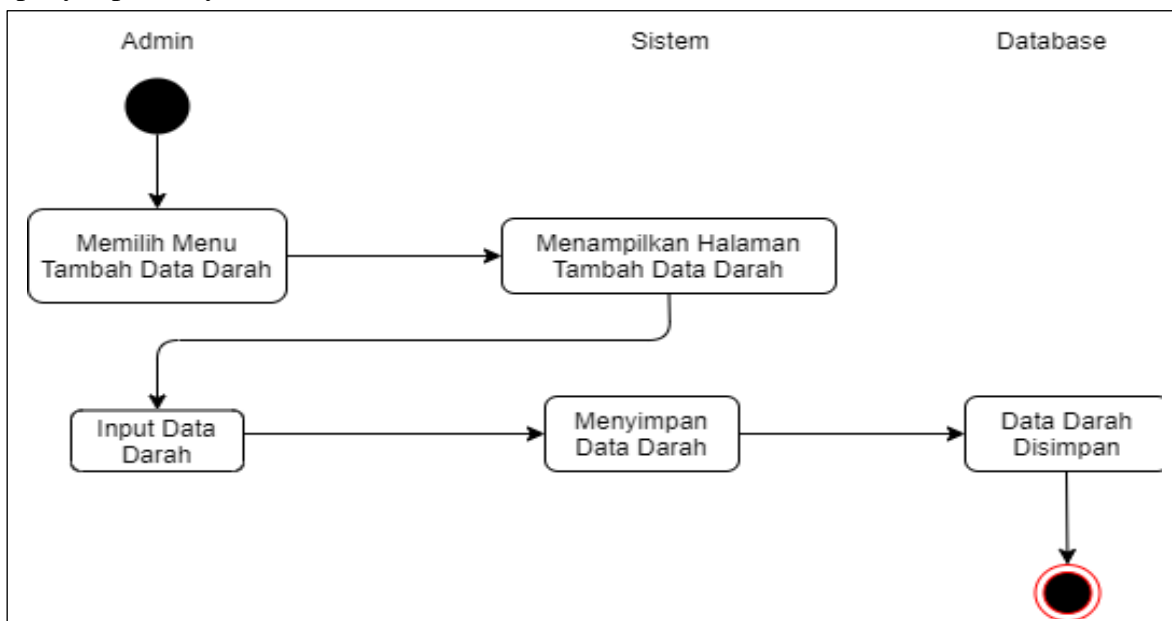 Admin
Sistem
Database
Memilih Menu
Tambah Data Darah
Menampilkan Halaman
Tambah Data Darah
Input Data
Darah
Menyimpan
Data Darah
Data Darah
Disimpan